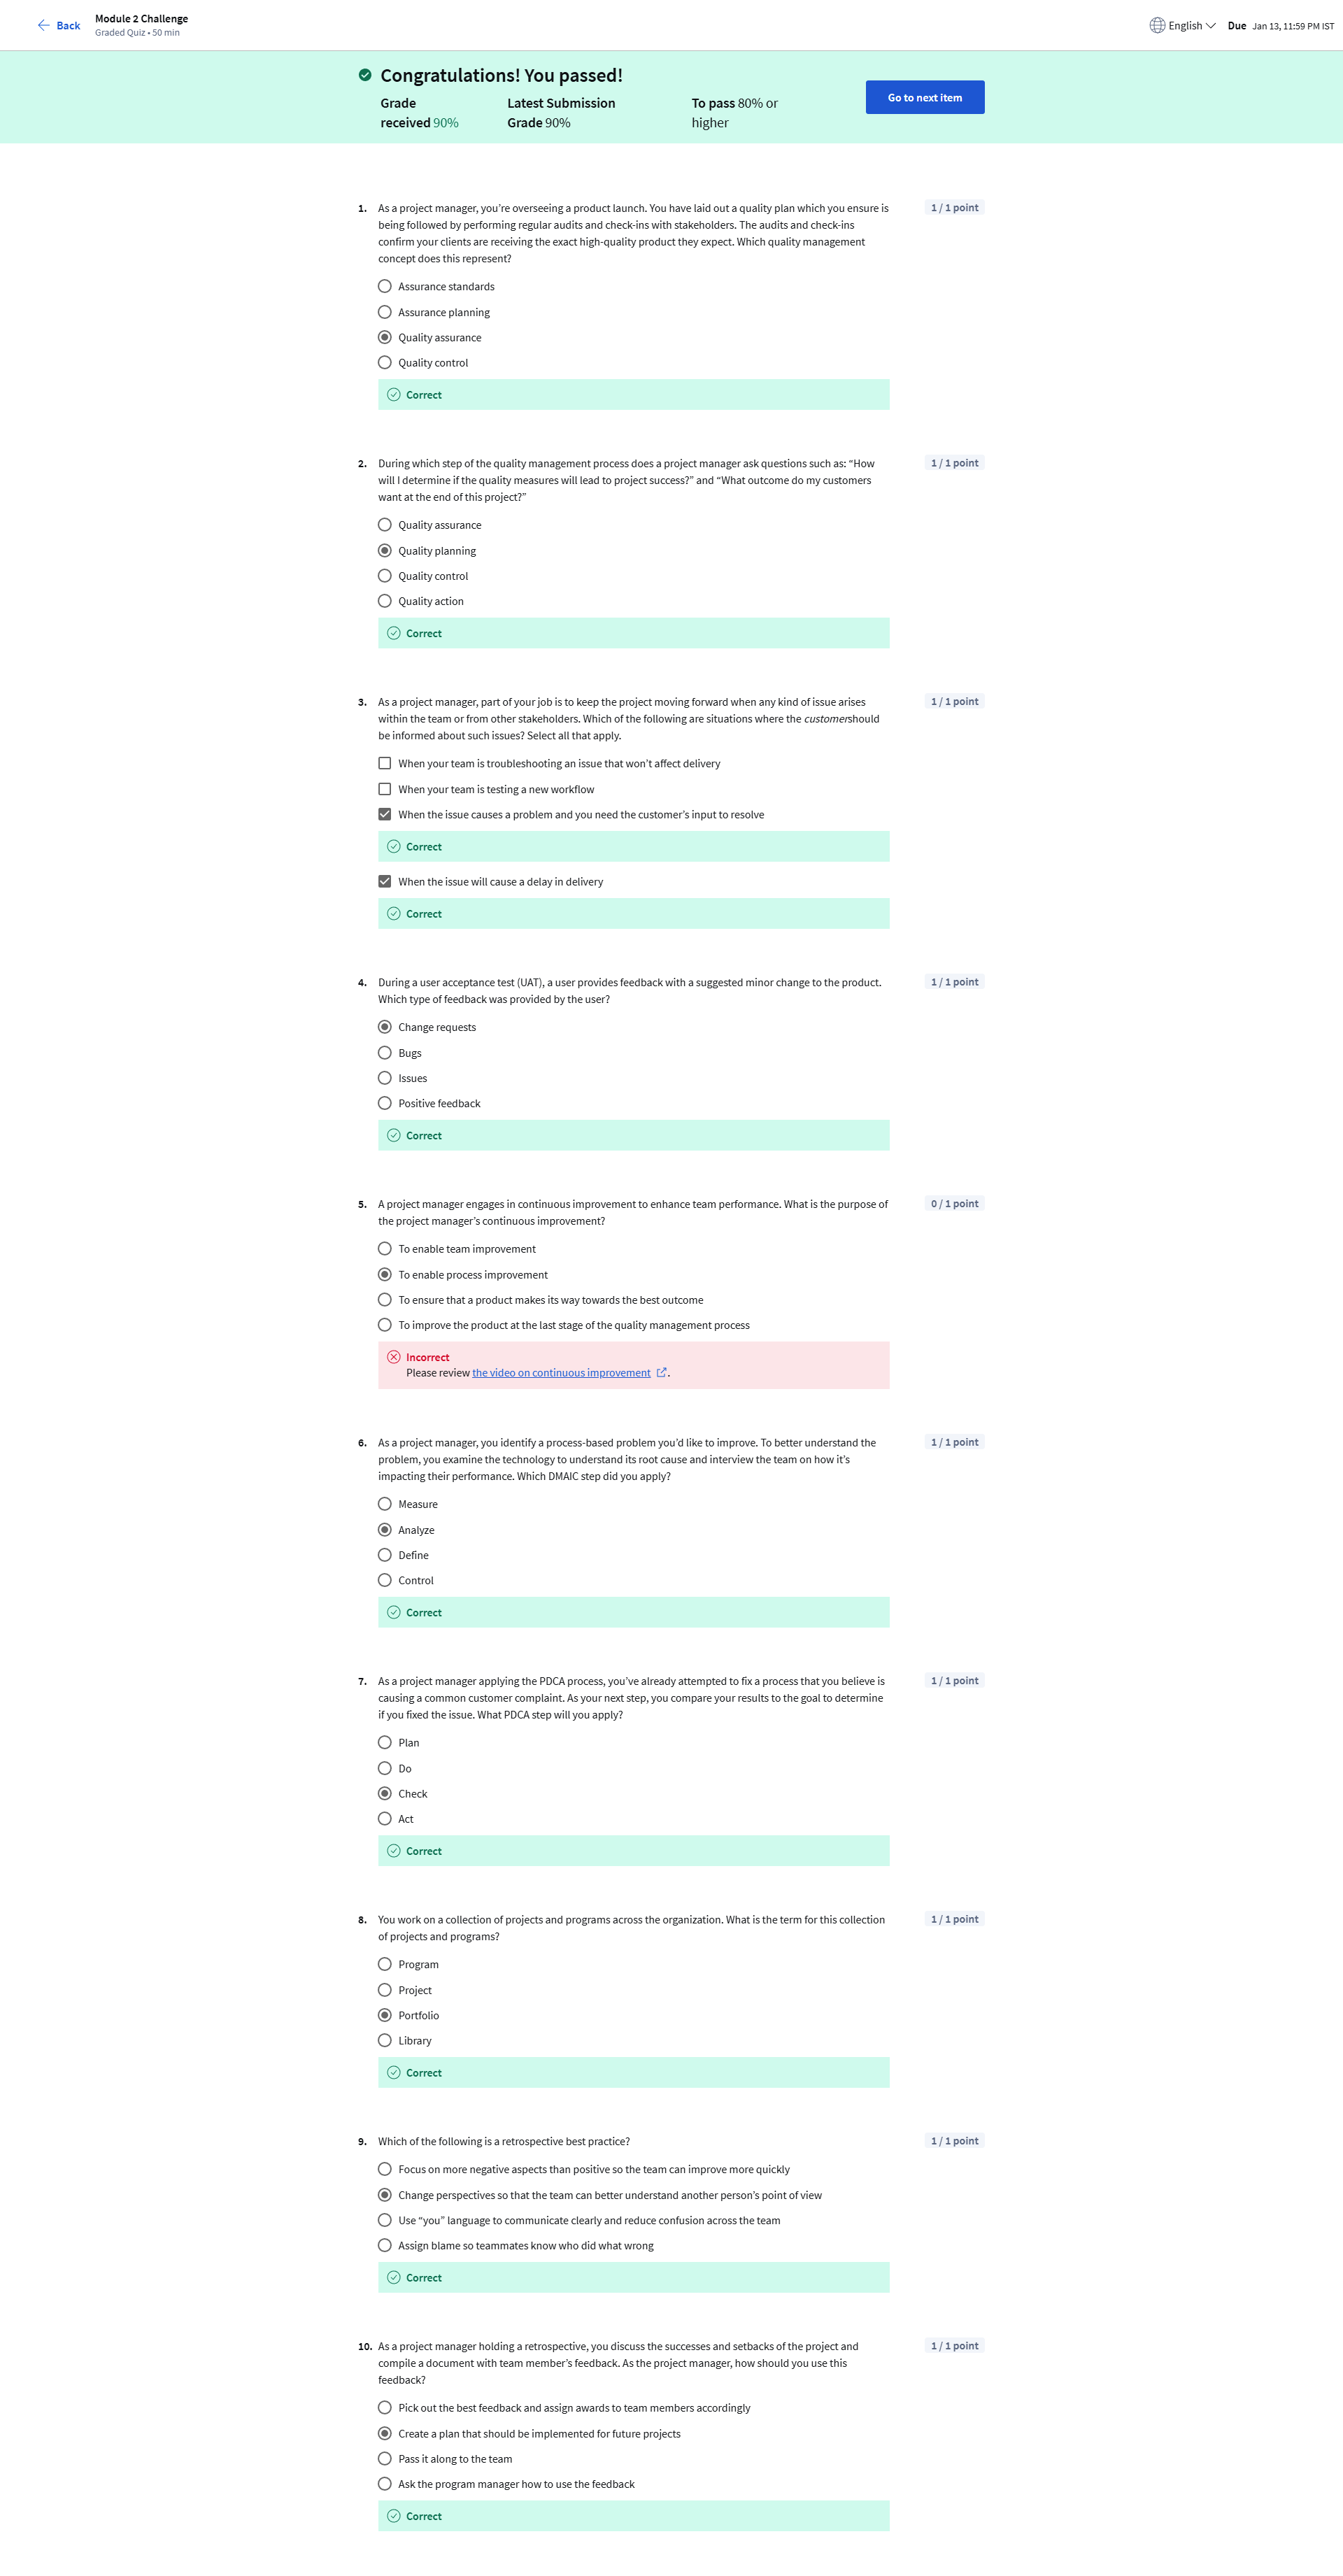 Back
Module 2 Challenge
Graded Quiz • 50 min
English
Due Jan 13, 11:59 PM IST
Congratulations! You passed!
Grade received 90%
Latest Submission Grade 90%
To pass 80% or higher
Go to next item
1. As a project manager, you’re overseeing a product launch. You have laid out a quality plan which you ensure is
being followed by performing regular audits and check-ins with stakeholders. The audits and check-ins
confirm your clients are receiving the exact high-quality product they expect. Which quality management
concept does this represent?
1 / 1 point
Assurance standards
Assurance planning
Quality assurance
Quality control
Correct
2. During which step of the quality management process does a project manager ask questions such as: “How
will I determine if the quality measures will lead to project success?” and “What outcome do my customers
want at the end of this project?”
1 / 1 point
Quality assurance
Quality planning
Quality control
Quality action
Correct
3. As a project manager, part of your job is to keep the project moving forward when any kind of issue arises
within the team or from other stakeholders. Which of the following are situations where the customershould
be informed about such issues? Select all that apply.
1 / 1 point
When your team is troubleshooting an issue that won’t affect delivery
When your team is testing a new workflow
When the issue causes a problem and you need the customer’s input to resolve
Correct
When the issue will cause a delay in delivery
Correct
4. During a user acceptance test (UAT), a user provides feedback with a suggested minor change to the product.
Which type of feedback was provided by the user?
1 / 1 point
Change requests
Bugs
Issues
Positive feedback
Correct
5. A project manager engages in continuous improvement to enhance team performance. What is the purpose of
the project manager’s continuous improvement?
0 / 1 point
To enable team improvement
To enable process improvement
To ensure that a product makes its way towards the best outcome
To improve the product at the last stage of the quality management process
Incorrect
Please review the video on continuous improvement .
6. As a project manager, you identify a process-based problem you’d like to improve. To better understand the
problem, you examine the technology to understand its root cause and interview the team on how it’s
impacting their performance. Which DMAIC step did you apply?
1 / 1 point
Measure
Analyze
Define
Control
Correct
7. As a project manager applying the PDCA process, you’ve already attempted to fix a process that you believe is
causing a common customer complaint. As your next step, you compare your results to the goal to determine
if you fixed the issue. What PDCA step will you apply?
1 / 1 point
Plan
Do
Check
Act
Correct
8. You work on a collection of projects and programs across the organization. What is the term for this collection
of projects and programs?
1 / 1 point
Program
Project
Portfolio
Library
Correct
9. Which of the following is a retrospective best practice?
1 / 1 point
Focus on more negative aspects than positive so the team can improve more quickly
Change perspectives so that the team can better understand another person’s point of view
Use “you” language to communicate clearly and reduce confusion across the team
Assign blame so teammates know who did what wrong
Correct
10. As a project manager holding a retrospective, you discuss the successes and setbacks of the project and
compile a document with team member’s feedback. As the project manager, how should you use this
feedback?
1 / 1 point
Pick out the best feedback and assign awards to team members accordingly
Create a plan that should be implemented for future projects
Pass it along to the team
Ask the program manager how to use the feedback
Correct